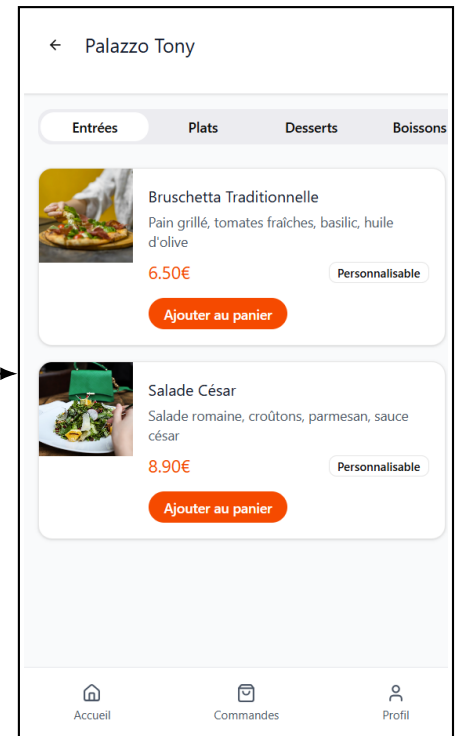 Palazzo Tony
Entrées Plats Desserts Boissons
Bruschetta Traditionnelle
Pain grillé, tomates fraîches, basilic, huile
d'olive
6.50€ Personnalisable
Ajouter au panier
Salade César
Salade romaine, croûtons, parmesan, sauce
césar
8.90€ Personnalisable
Ajouter au panier
Accueil Commandes Profil